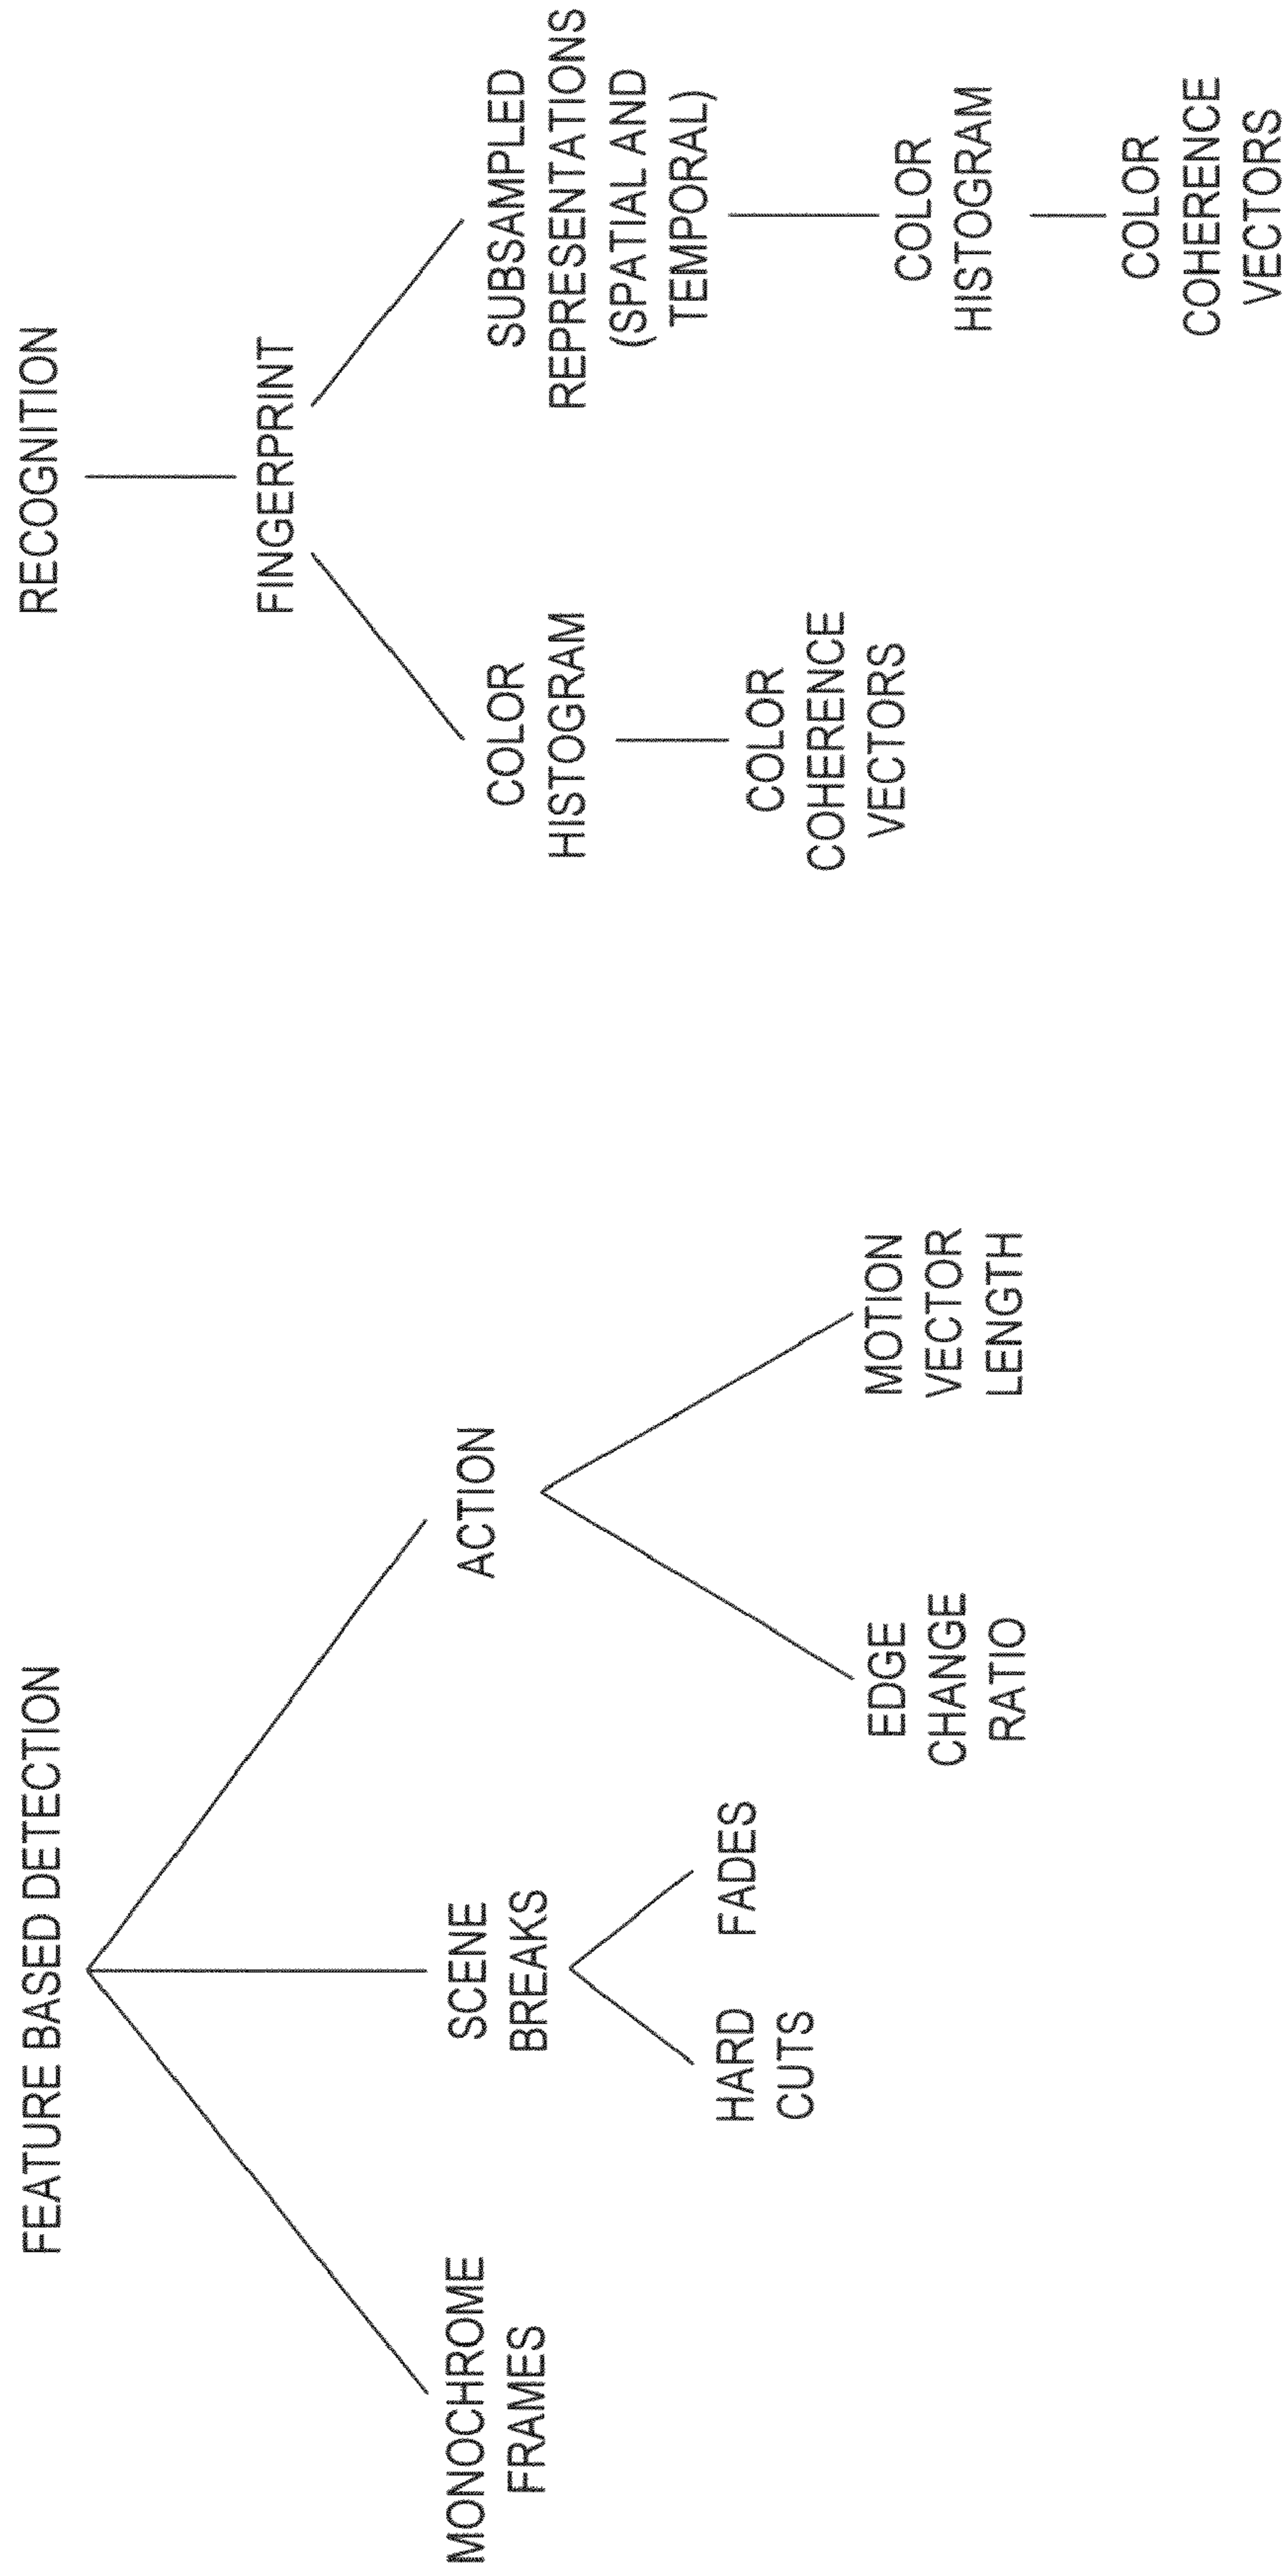 FEATURE BASED DETECTION
MONOCHROME
FRAMES
SCENE
BREAKS
HARD
CUTS
FADES
ACTION
EDGE
CHANGE
RATIO
MOTION
VECTOR
LENGTH
RECOGNITION
FINGERPRINT
COLOR
HISTOGRAM
COLOR
COHERENCE
VECTORS
SUBSAMPLED
REPRESENTATIONS
(SPATIAL AND
TEMPORAL)
COLOR
HISTOGRAM
COLOR
COHERENCE
VECTORS